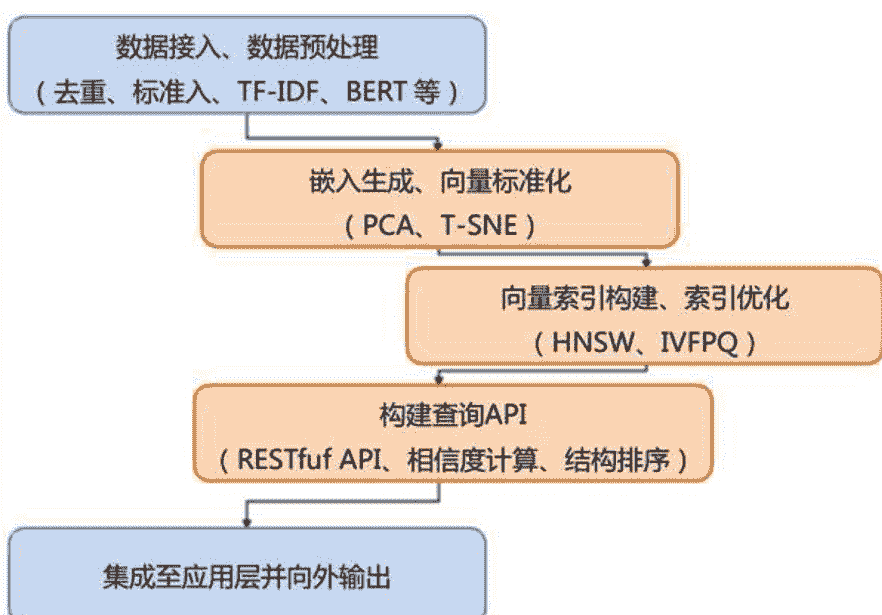 数据接入、数据预处理
（去重、标准入、TF-IDF、BERT 等）
嵌入生成、向量标准化
（PCA、T-SNE）
向量索引构建、索引优化
（HNSW、IVFPQ）
构建查询API
（RESTfuf API、相信度计算、结构排序）
集成至应用层并向外输出